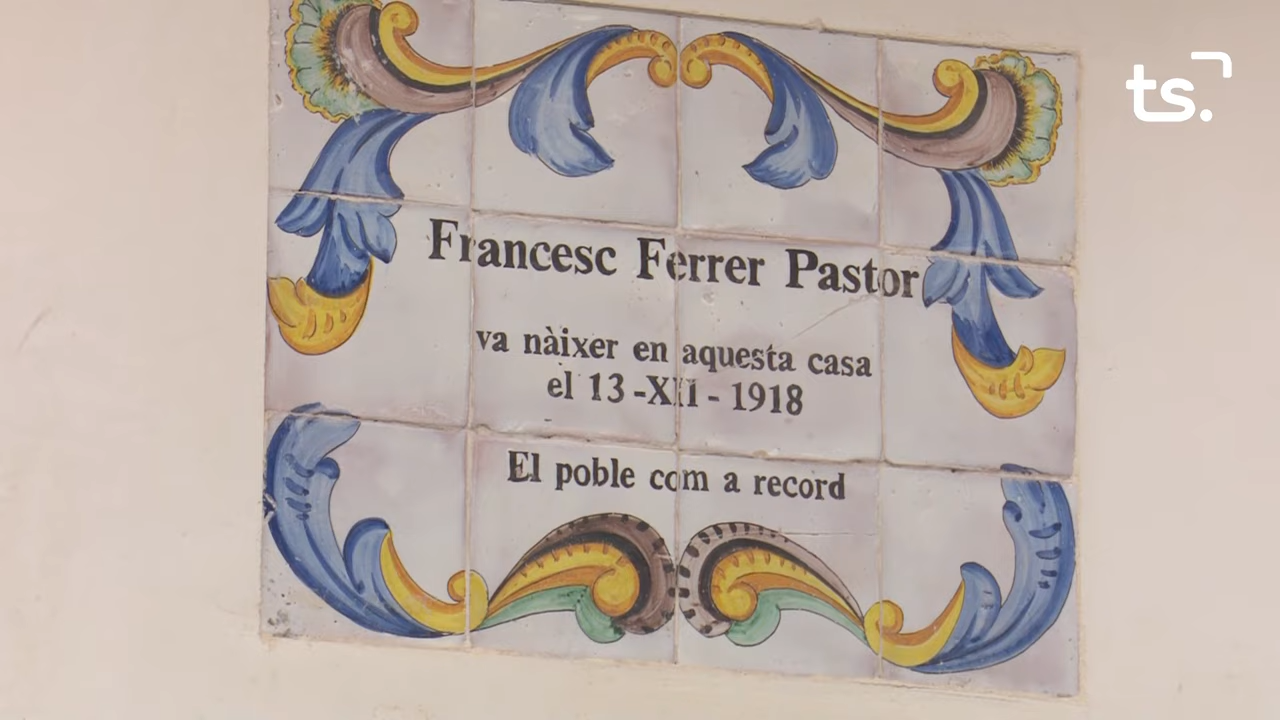 ts.
Francesc Ferrer Pastor
va nàixer en aquesta casa
el 13-XII-1918
El poble com a record